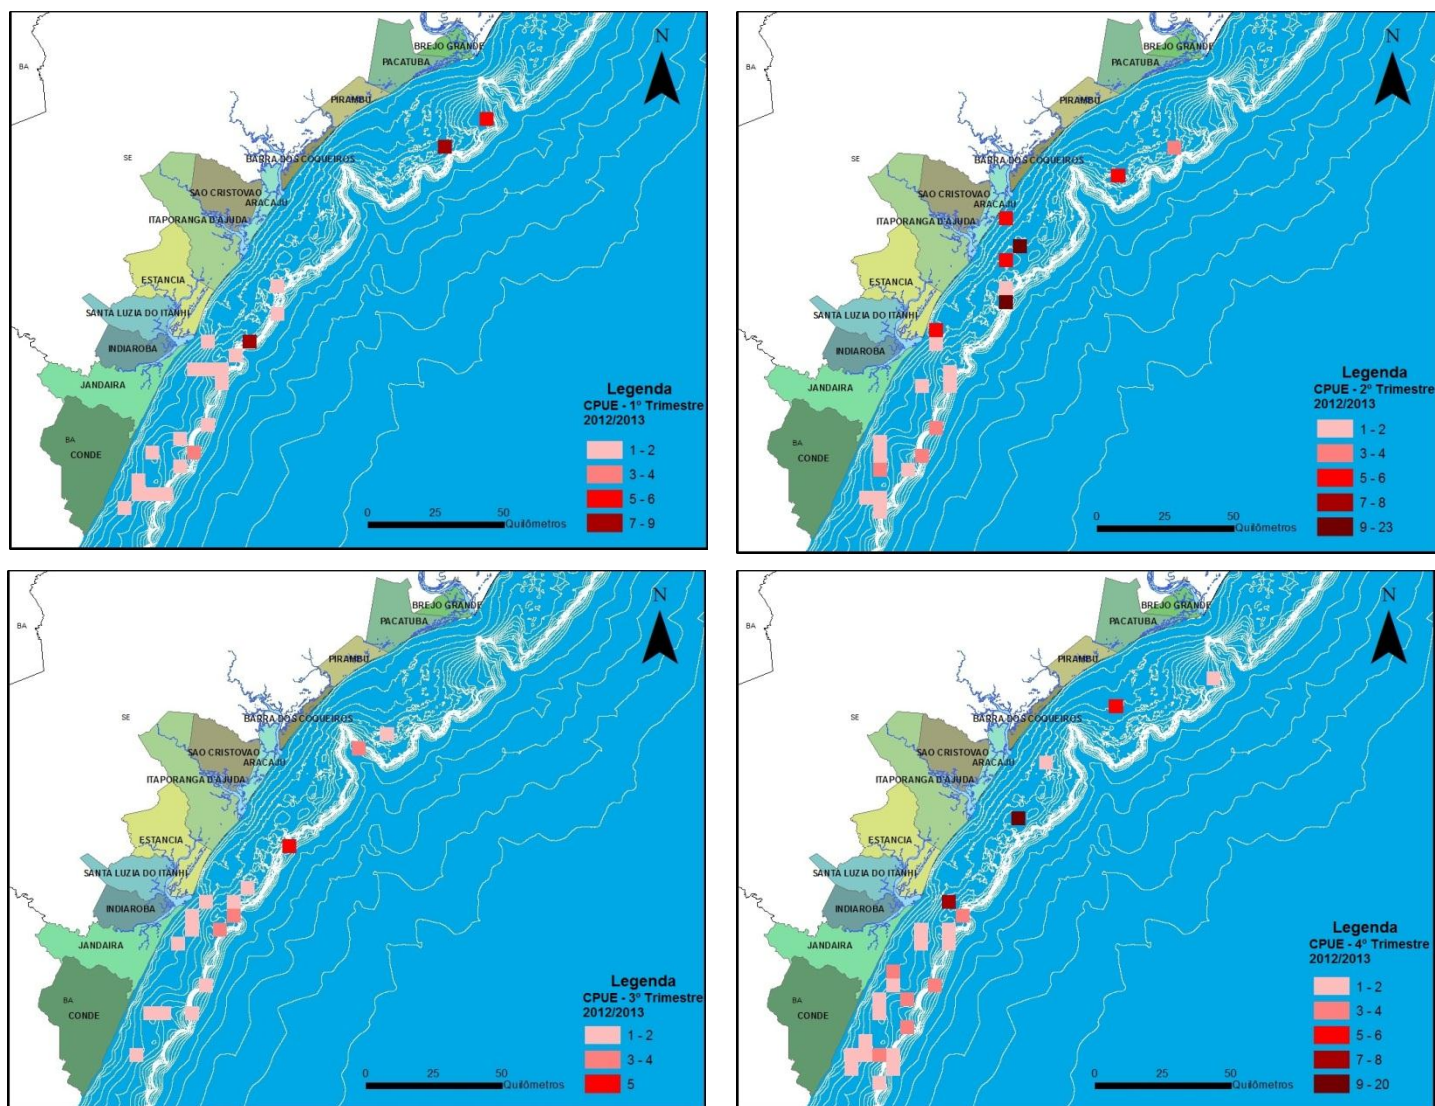 BREJO GRANDE
PACATUBA
N
BA
PIRAMBU
BARRA DOS COQUEIROS
SE
SAO CRISTOVAO
ARACAJU
ITAPORANGA D'AJUDA
ESTANCIA
SANTA LUZIA DO ITANHI
INDIAROBA
JANDAIRA
BA
CONDE
Legenda
CPUE - 1º Trimestre
2012/2013
1 - 2
3 - 4
5 - 6
7 - 9
0 25 50
Quilômetros
BREJO GRANDE
PACATUBA
N
BA
PIRAMBU
BARRA DOS COQUEIROS
SE
SAO CRISTOVAO
ARACAJU
ITAPORANGA D'AJUDA
ESTANCIA
SANTA LUZIA DO ITANHI
INDIAROBA
JANDAIRA
BA
CONDE
Legenda
CPUE - 2º Trimestre
2012/2013
1 - 2
3 - 4
5 - 6
7 - 8
9 - 23
0 25 50
Quilômetros
BREJO GRANDE
PACATUBA
N
BA
PIRAMBU
BARRA DOS COQUEIROS
SE
SAO CRISTOVAO
ARACAJU
ITAPORANGA D'AJUDA
ESTANCIA
SANTA LUZIA DO ITANHI
INDIAROBA
JANDAIRA
BA
CONDE
Legenda
CPUE - 3º Trimestre
2012/2013
1 - 2
3 - 4
5
0 25 50
Quilômetros
BREJO GRANDE
PACATUBA
N
BA
PIRAMBU
BARRA DOS COQUEIROS
SE
SAO CRISTOVAO
ARACAJU
ITAPORANGA D'AJUDA
ESTANCIA
SANTA LUZIA DO ITANHI
INDIAROBA
JANDAIRA
BA
CONDE
Legenda
CPUE - 4º Trimestre
2012/2013
1 - 2
3 - 4
5 - 6
7 - 8
9 - 20
0 25 50
Quilômetros